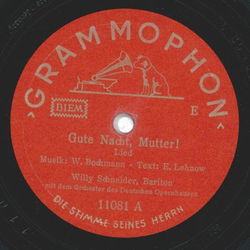 ›GRAMMOPHON‹
BIEM
E
Gute Nacht, Mutter!
Lied
Musik: W. Bochmann - Text: E. Lehnow
Willy Schneider, Bariton
mit dem Orchester des Deutschen Opernhauses
11081 A
DIE STIMME SEINES HERRN